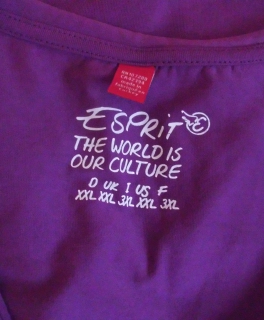 ESPRIT
THE WORLD IS
OUR CULTURE
D UK I US F
XXL XXL 3XL XXL 3XL